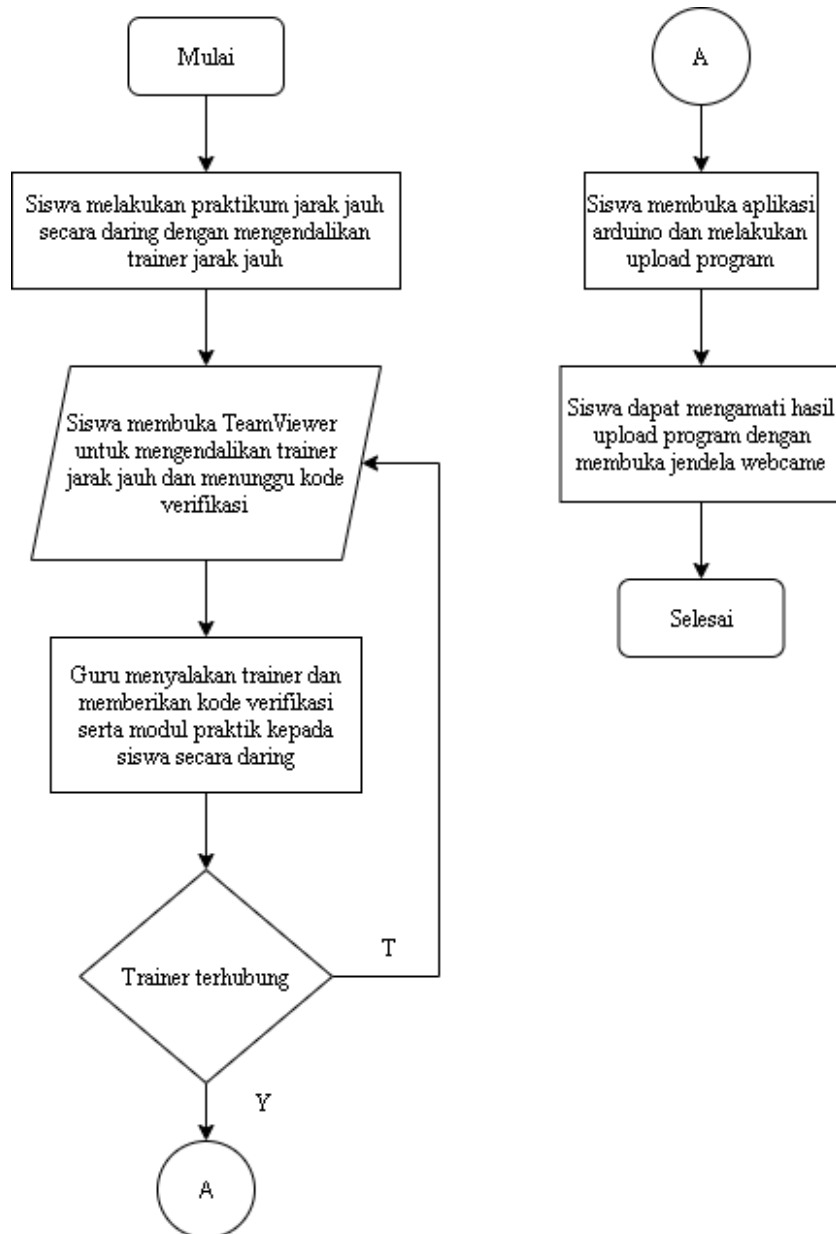 Mulai
Siswa melakukan praktikum jarak jauh
secara daring dengan mengendalikan
trainer jarak jauh
Siswa membuka TeamViewer
untuk mengendalikan trainer
jarak jauh dan menunggu kode
verifikasi
Guru menyalakan trainer dan
memberikan kode verifikasi
serta modul praktik kepada
siswa secara daring
Trainer terhubung
T
Y
A
A
Siswa membuka aplikasi
arduino dan melakukan
upload program
Siswa dapat mengamati hasil
upload program dengan
membuka jendela webcame
Selesai